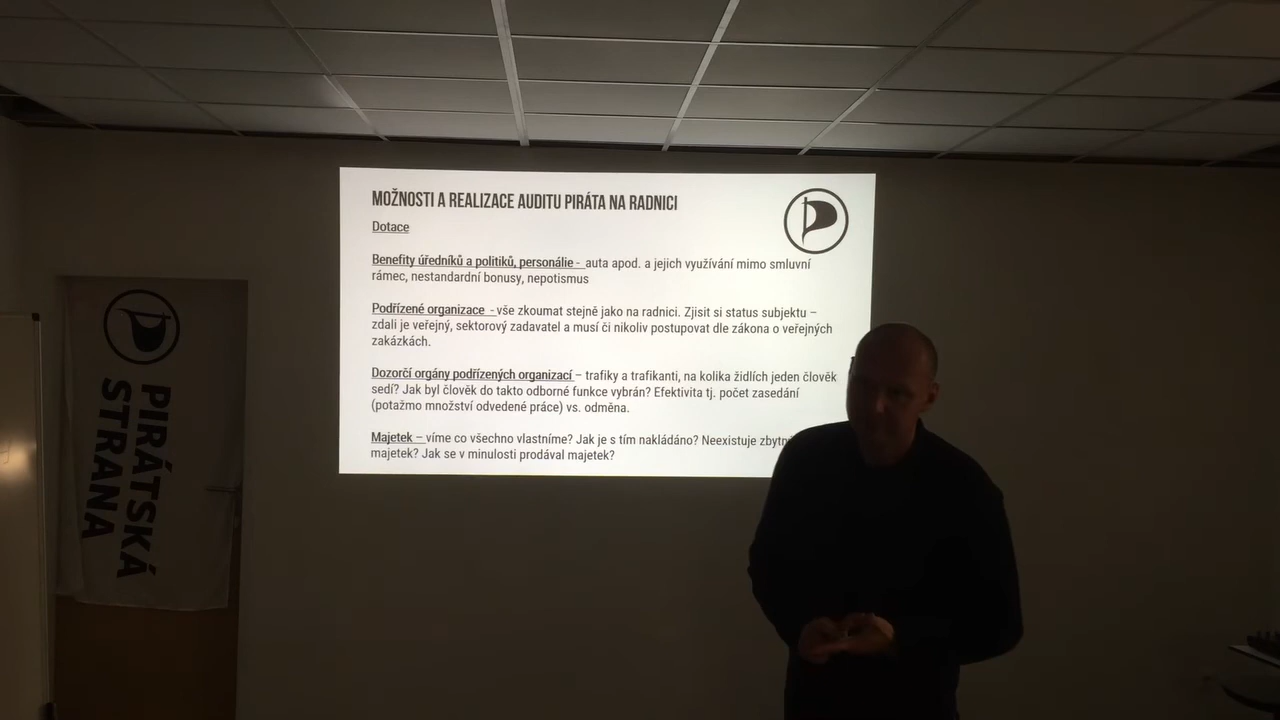 MOŽNOSTI A REALIZACE AUDITU PIRÁTA NA RADNICI
Dotace
Benefity úředníků a politiků, personálie - auta apod. a jejich využívání mimo smluvní
rámec, nestandardní bonusy, nepotismus
Podřízené organizace - vše zkoumat stejně jako na radnici. Zjisit si status subjektu –
zdali je veřejný, sektorový zadavatel a musí či nikoliv postupovat dle zákona o veřejných
zakázkách.
Dozorčí orgány podřízených organizací – trafiky a trafikanti, na kolika židlích jeden člověk
sedí? Jak byl člověk do takto odborné funkce vybrán? Efektivita tj. počet zasedání
(potažmo množství odvedené práce) vs. odměna.
Majetek – víme co všechno vlastníme? Jak je s tím nakládáno? Neexistuje
majetek? Jak se v minulosti prodával majetek?
PIRÁTSKÁ
STRANA